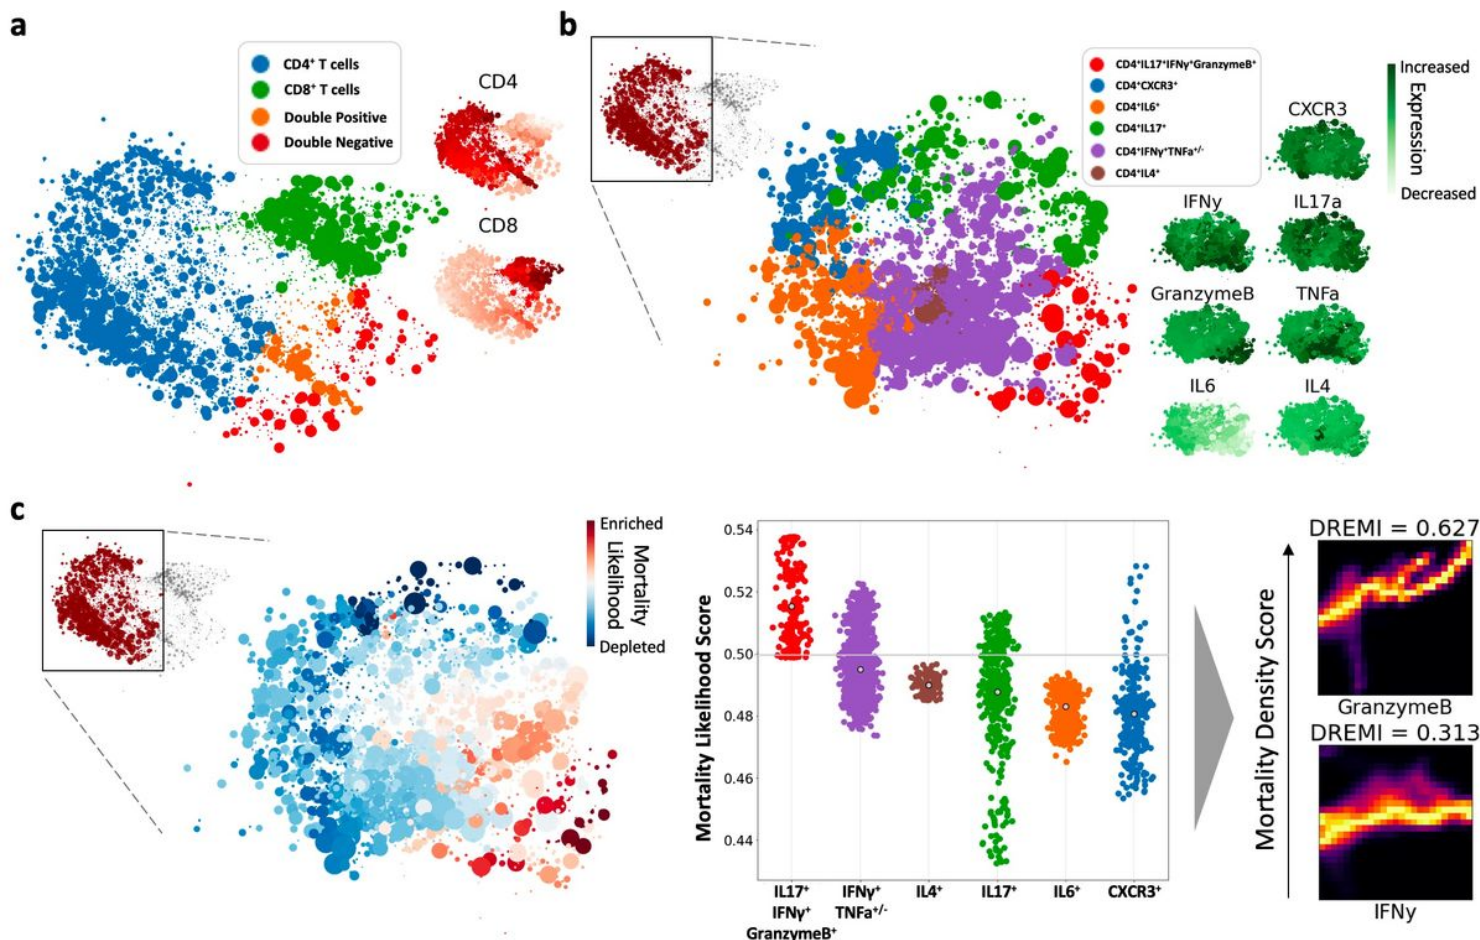 a
CD4⁺ T cells
CD8⁺ T cells
Double Positive
Double Negative
CD4
CD8
b
CD4⁺IL17⁺IFNγ⁺GranzymeB⁺
CD4⁺CXCR3⁺
CD4⁺IL6⁺
CD4⁺IL17⁺
CD4⁺IFNγ⁺TNFa⁺/⁻
CD4⁺IL4⁺
CXCR3
IFNy
IL17a
GranzymeB
TNFa
IL6
IL4
Increased
Expression
Decreased
c
Enriched
Mortality
Likelihood
Depleted
Mortality Likelihood Score
0.54
0.52
0.50
0.48
0.46
0.44
IL17⁺
IFNγ⁺
GranzymeB⁺
IFNγ⁺
TNFa⁺/⁻
IL4⁺
IL17⁺
IL6⁺
CXCR3⁺
Mortality Density Score
DREMI = 0.627
GranzymeB
DREMI = 0.313
IFNy